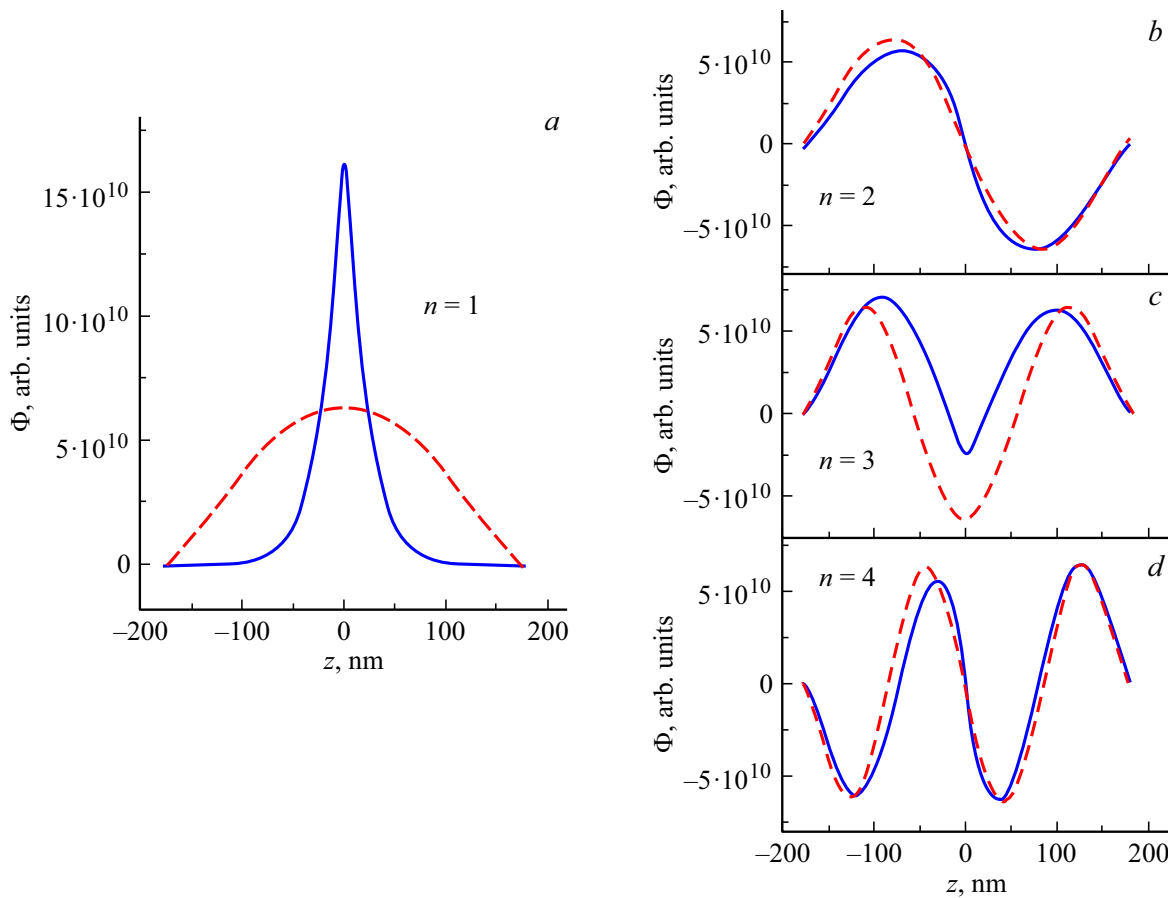 a
15·10^10
10·10^10
5·10^10
0
Φ, arb. units
n = 1
–200
–100
0
100
200
z, nm
b
5·10^10
0
–5·10^10
Φ, arb. units
n = 2
c
5·10^10
0
–5·10^10
Φ, arb. units
n = 3
d
5·10^10
0
–5·10^10
Φ, arb. units
n = 4
–200
–100
0
100
200
z, nm